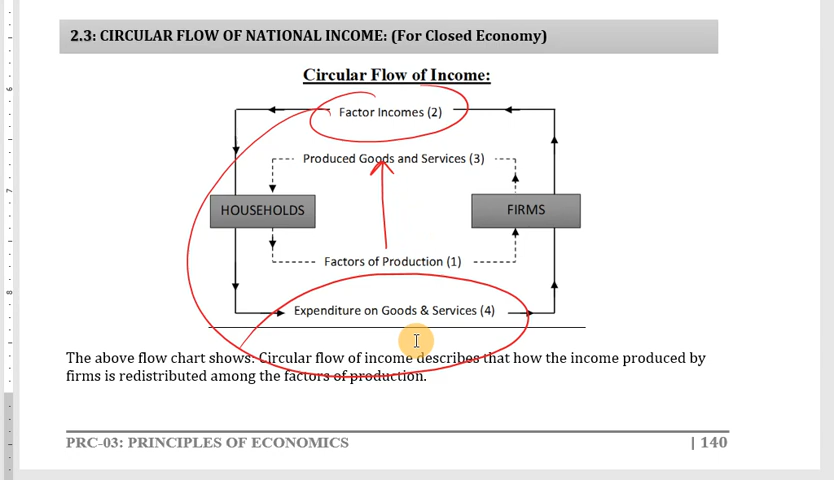 2.3: CIRCULAR FLOW OF NATIONAL INCOME: (For Closed Economy)
Circular Flow of Income:
Factor Incomes (2)
Produced Goods and Services (3)
HOUSEHOLDS
FIRMS
Factors of Production (1)
Expenditure on Goods & Services (4)
The above flow chart shows: Circular flow of income describes that how the income produced by
firms is redistributed among the factors of production.
PRC-03: PRINCIPLES OF ECONOMICS
| 140
6
7
8